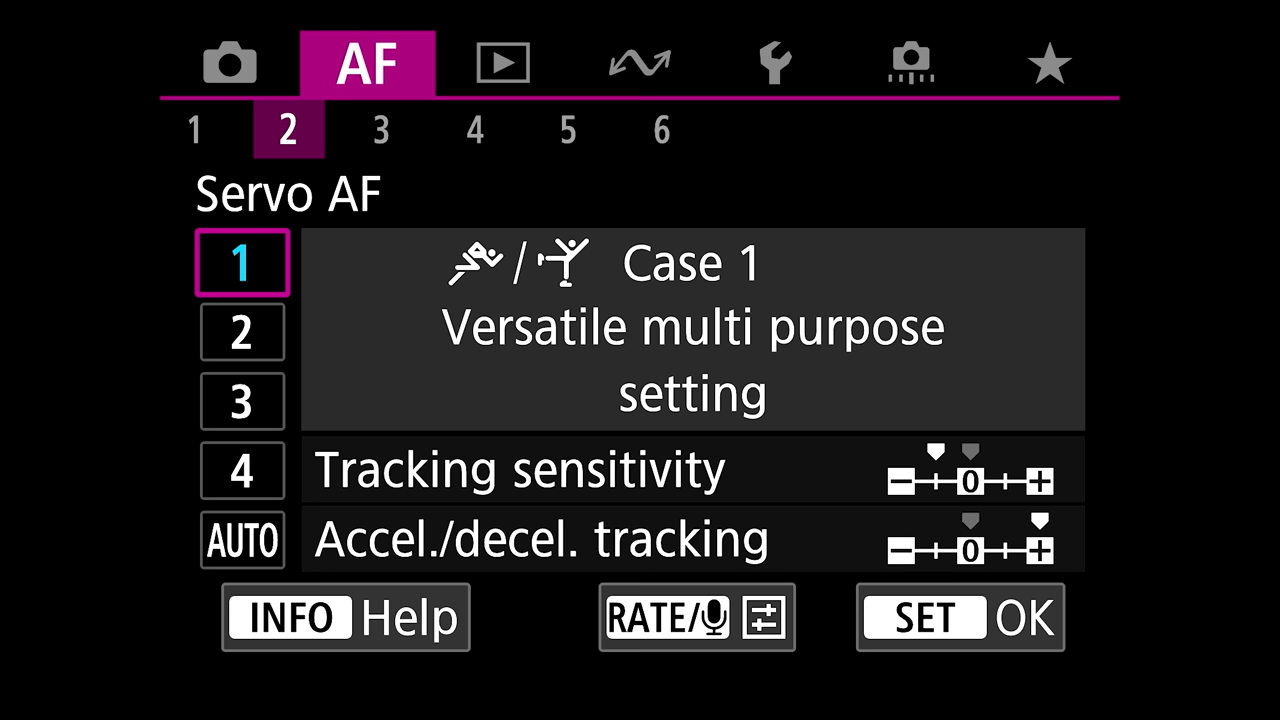 AF
1 2 3 4 5 6
Servo AF
1
Case 1
Versatile multi purpose
setting
2
3
4
Tracking sensitivity
− 0 +
AUTO
Accel./decel. tracking
− 0 +
INFO Help
RATE/
SET OK